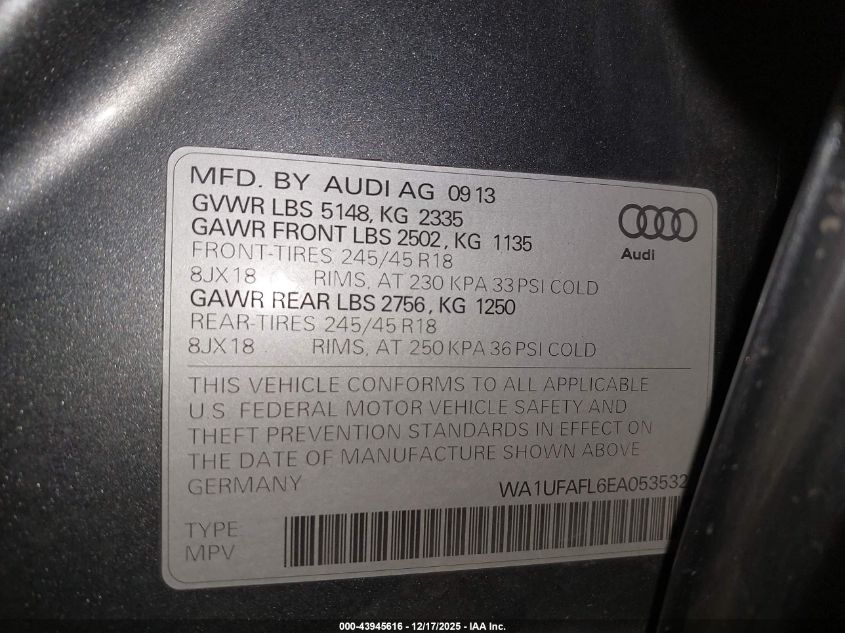 MFD. BY AUDI AG 0913
GVWR LBS 5148, KG 2335
GAWR FRONT LBS 2502, KG 1135
FRONT-TIRES 245/45 R18
8JX18 RIMS, AT 230 KPA 33 PSI COLD
GAWR REAR LBS 2756, KG 1250
REAR-TIRES 245/45 R18
8JX18 RIMS, AT 250 KPA 36 PSI COLD
Audi
THIS VEHICLE CONFORMS TO ALL APPLICABLE
U.S. FEDERAL MOTOR VEHICLE SAFETY AND
THEFT PREVENTION STANDARDS IN EFFECT ON
THE DATE OF MANUFACTURE SHOWN ABOVE
GERMANY WA1UFAFL6EA053532
TYPE
MPV
000-43945616 - 12/17/2025 - IAA Inc.